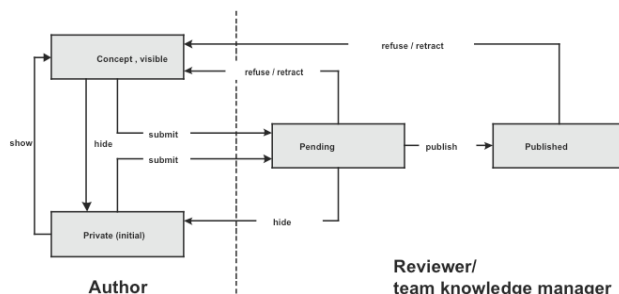 refuse / retract
Concept , visible
refuse / retract
show
hide
submit
submit
Pending
publish
Published
hide
Private (initial)
Author
Reviewer/
team knowledge manager